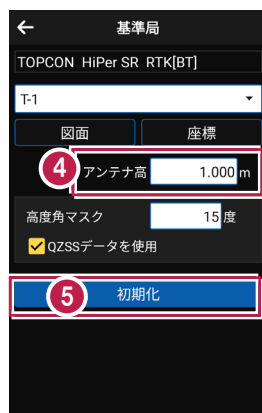 ← 基準局
TOPCON HiPer SR RTK[BT]
T-1
図面 座標
4 アンテナ高 1.000 m
高度角マスク 15 度
QZSSデータを使用
5 初期化